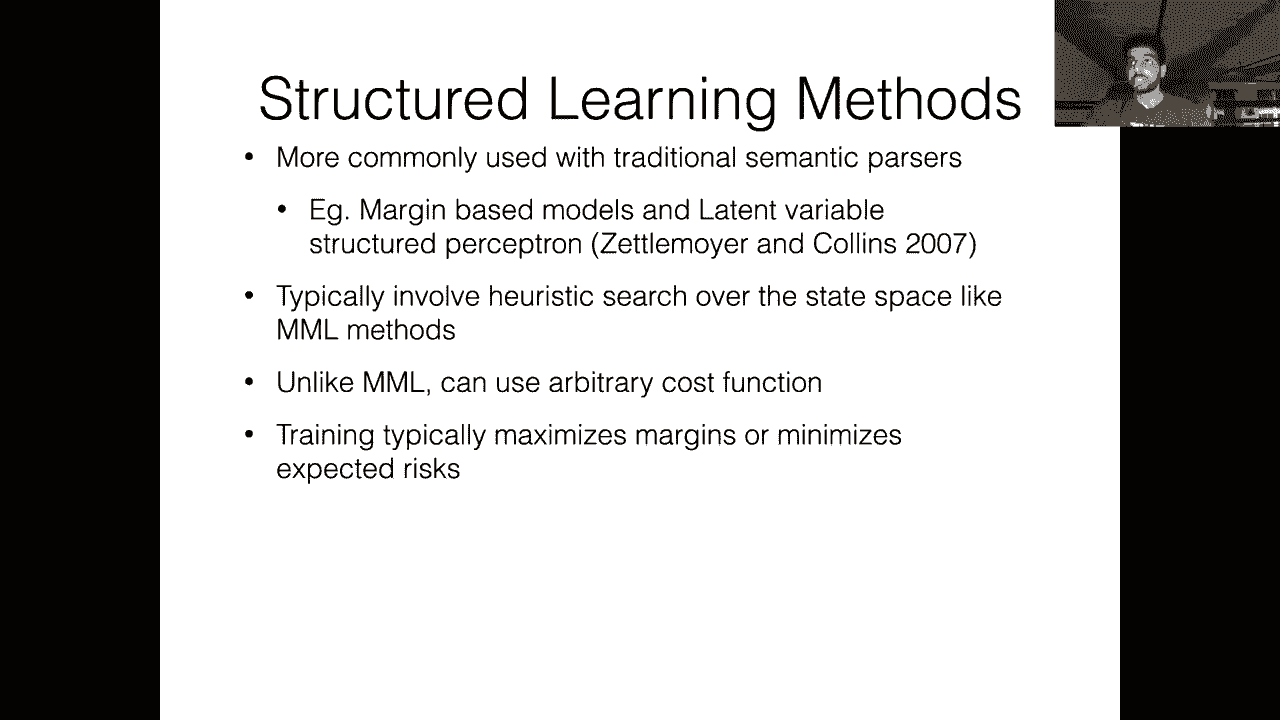 Structured Learning Methods
• More commonly used with traditional semantic parsers
• Eg. Margin based models and Latent variable
structured perceptron (Zettlemoyer and Collins 2007)
• Typically involve heuristic search over the state space like
MML methods
• Unlike MML, can use arbitrary cost function
• Training typically maximizes margins or minimizes
expected risks